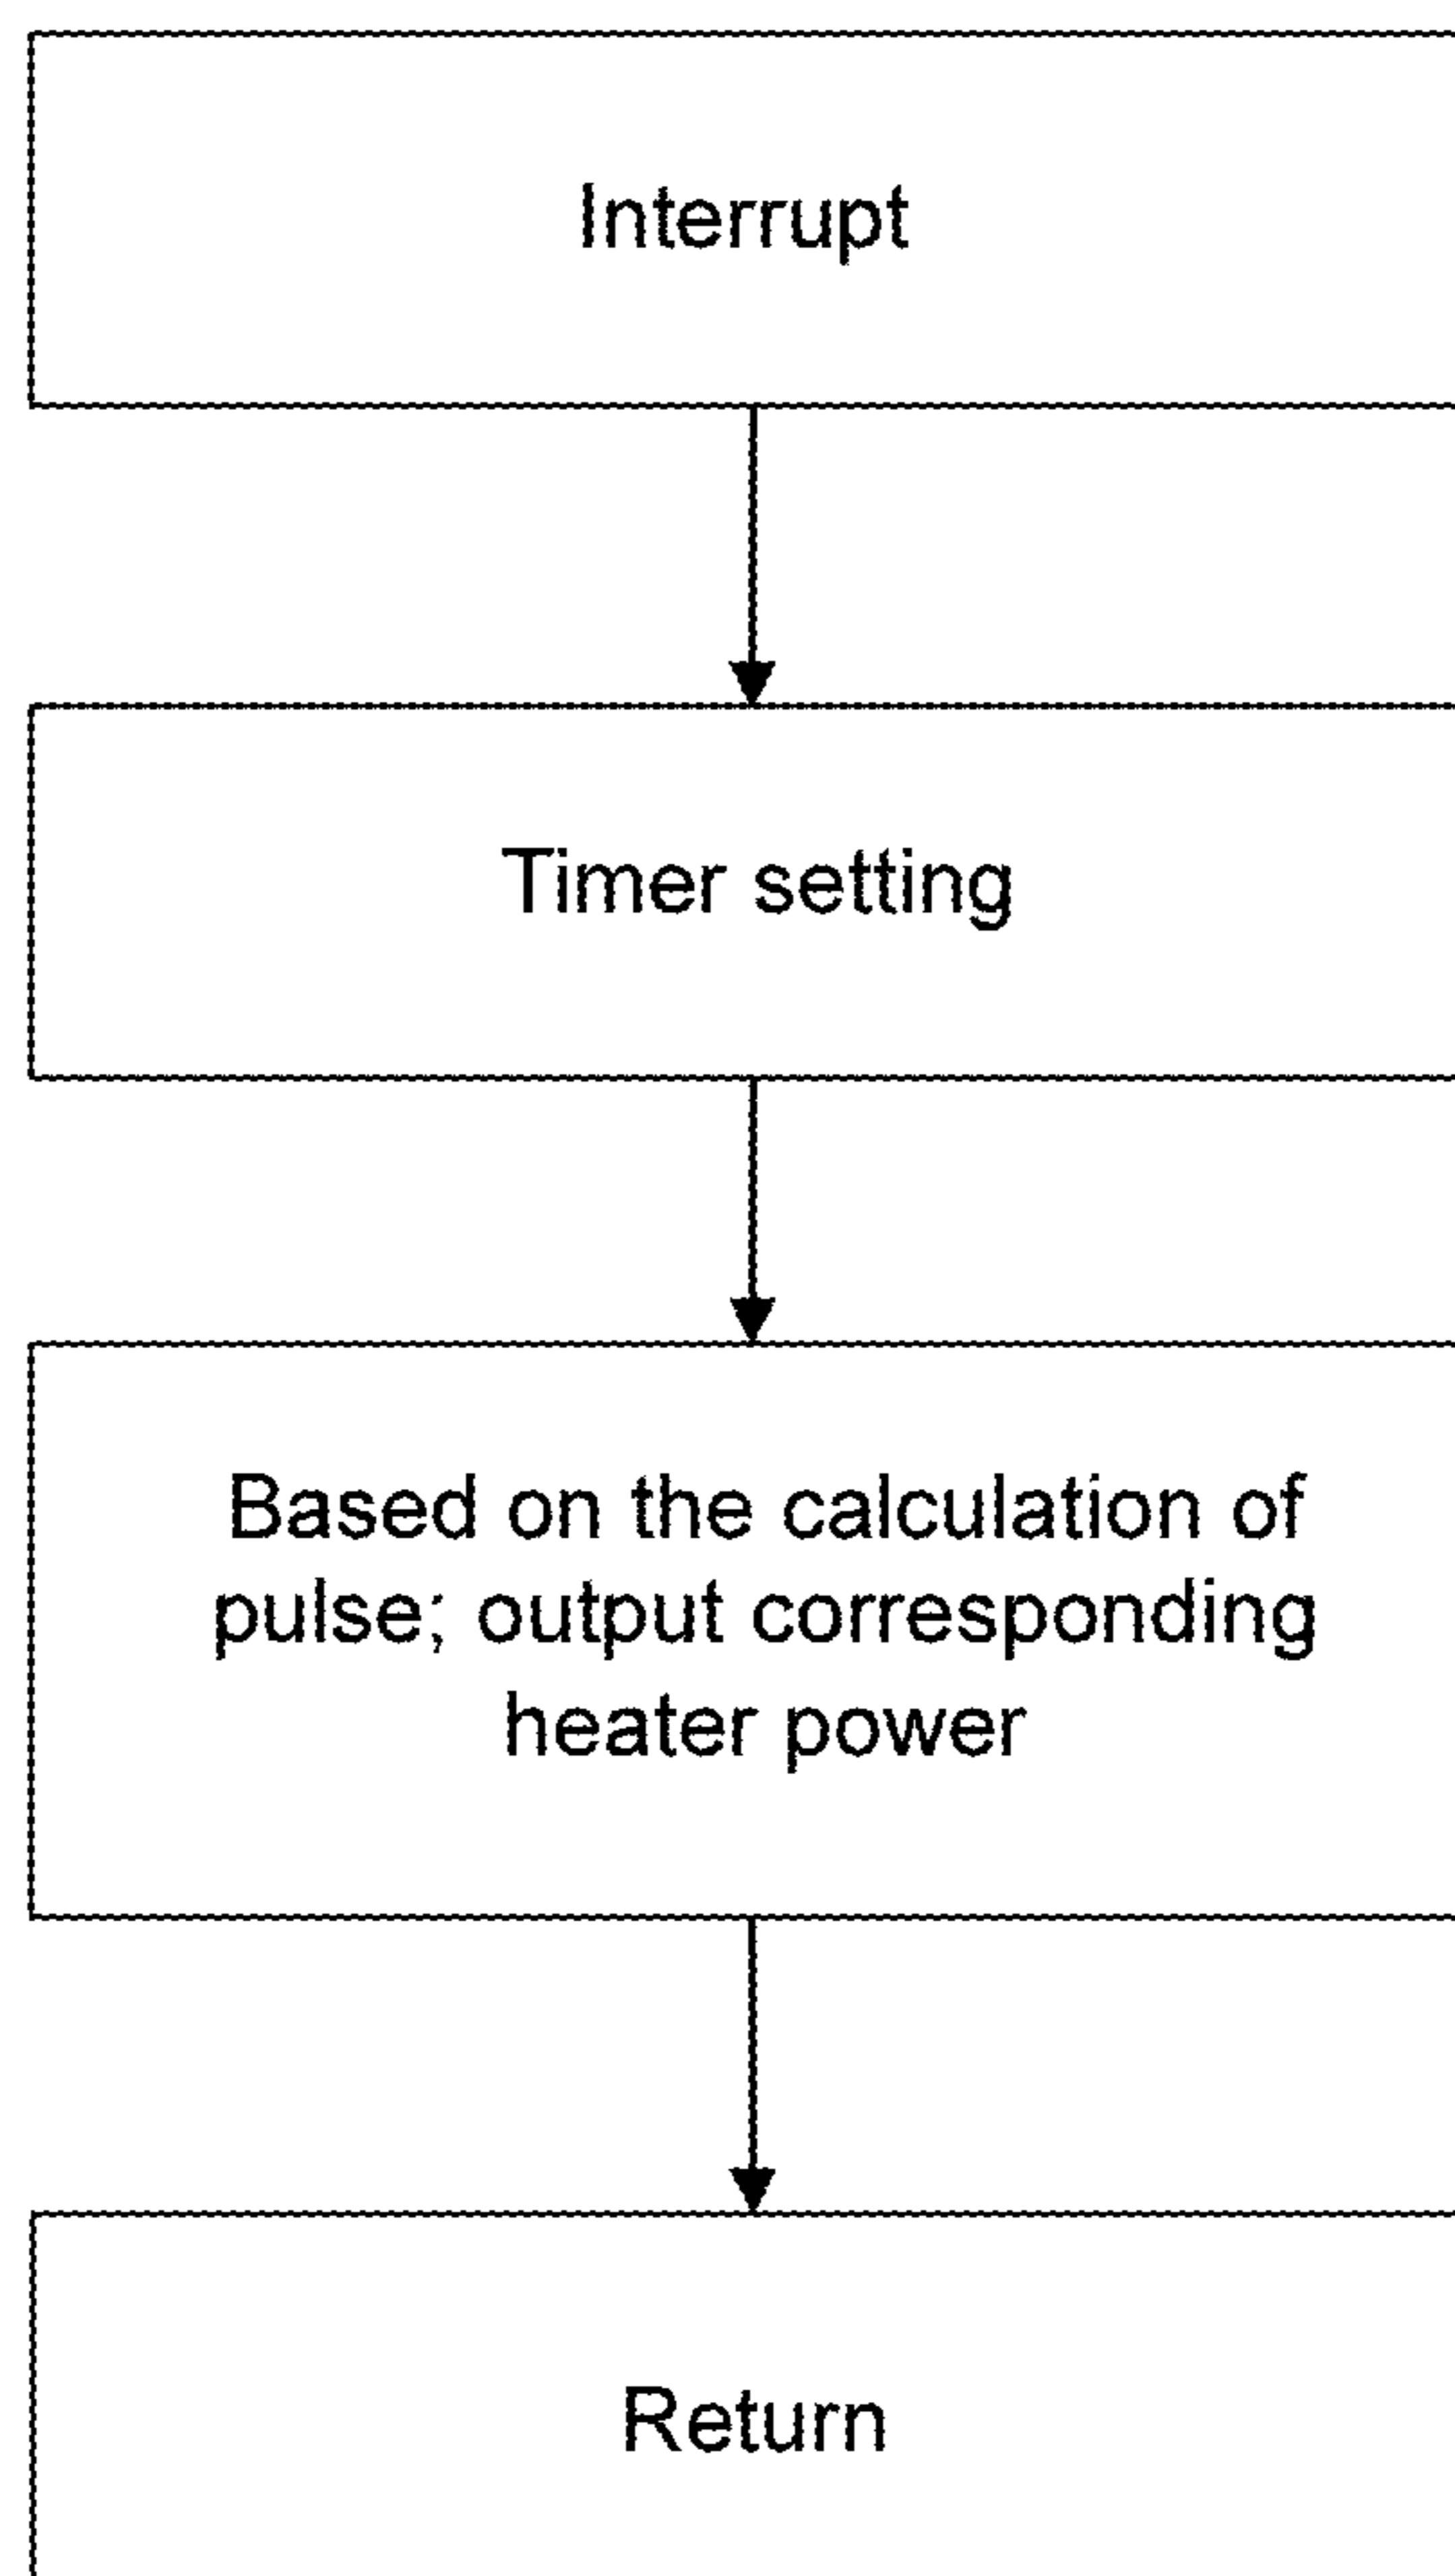 Interrupt
Timer setting
Based on the calculation of
pulse; output corresponding
heater power
Return